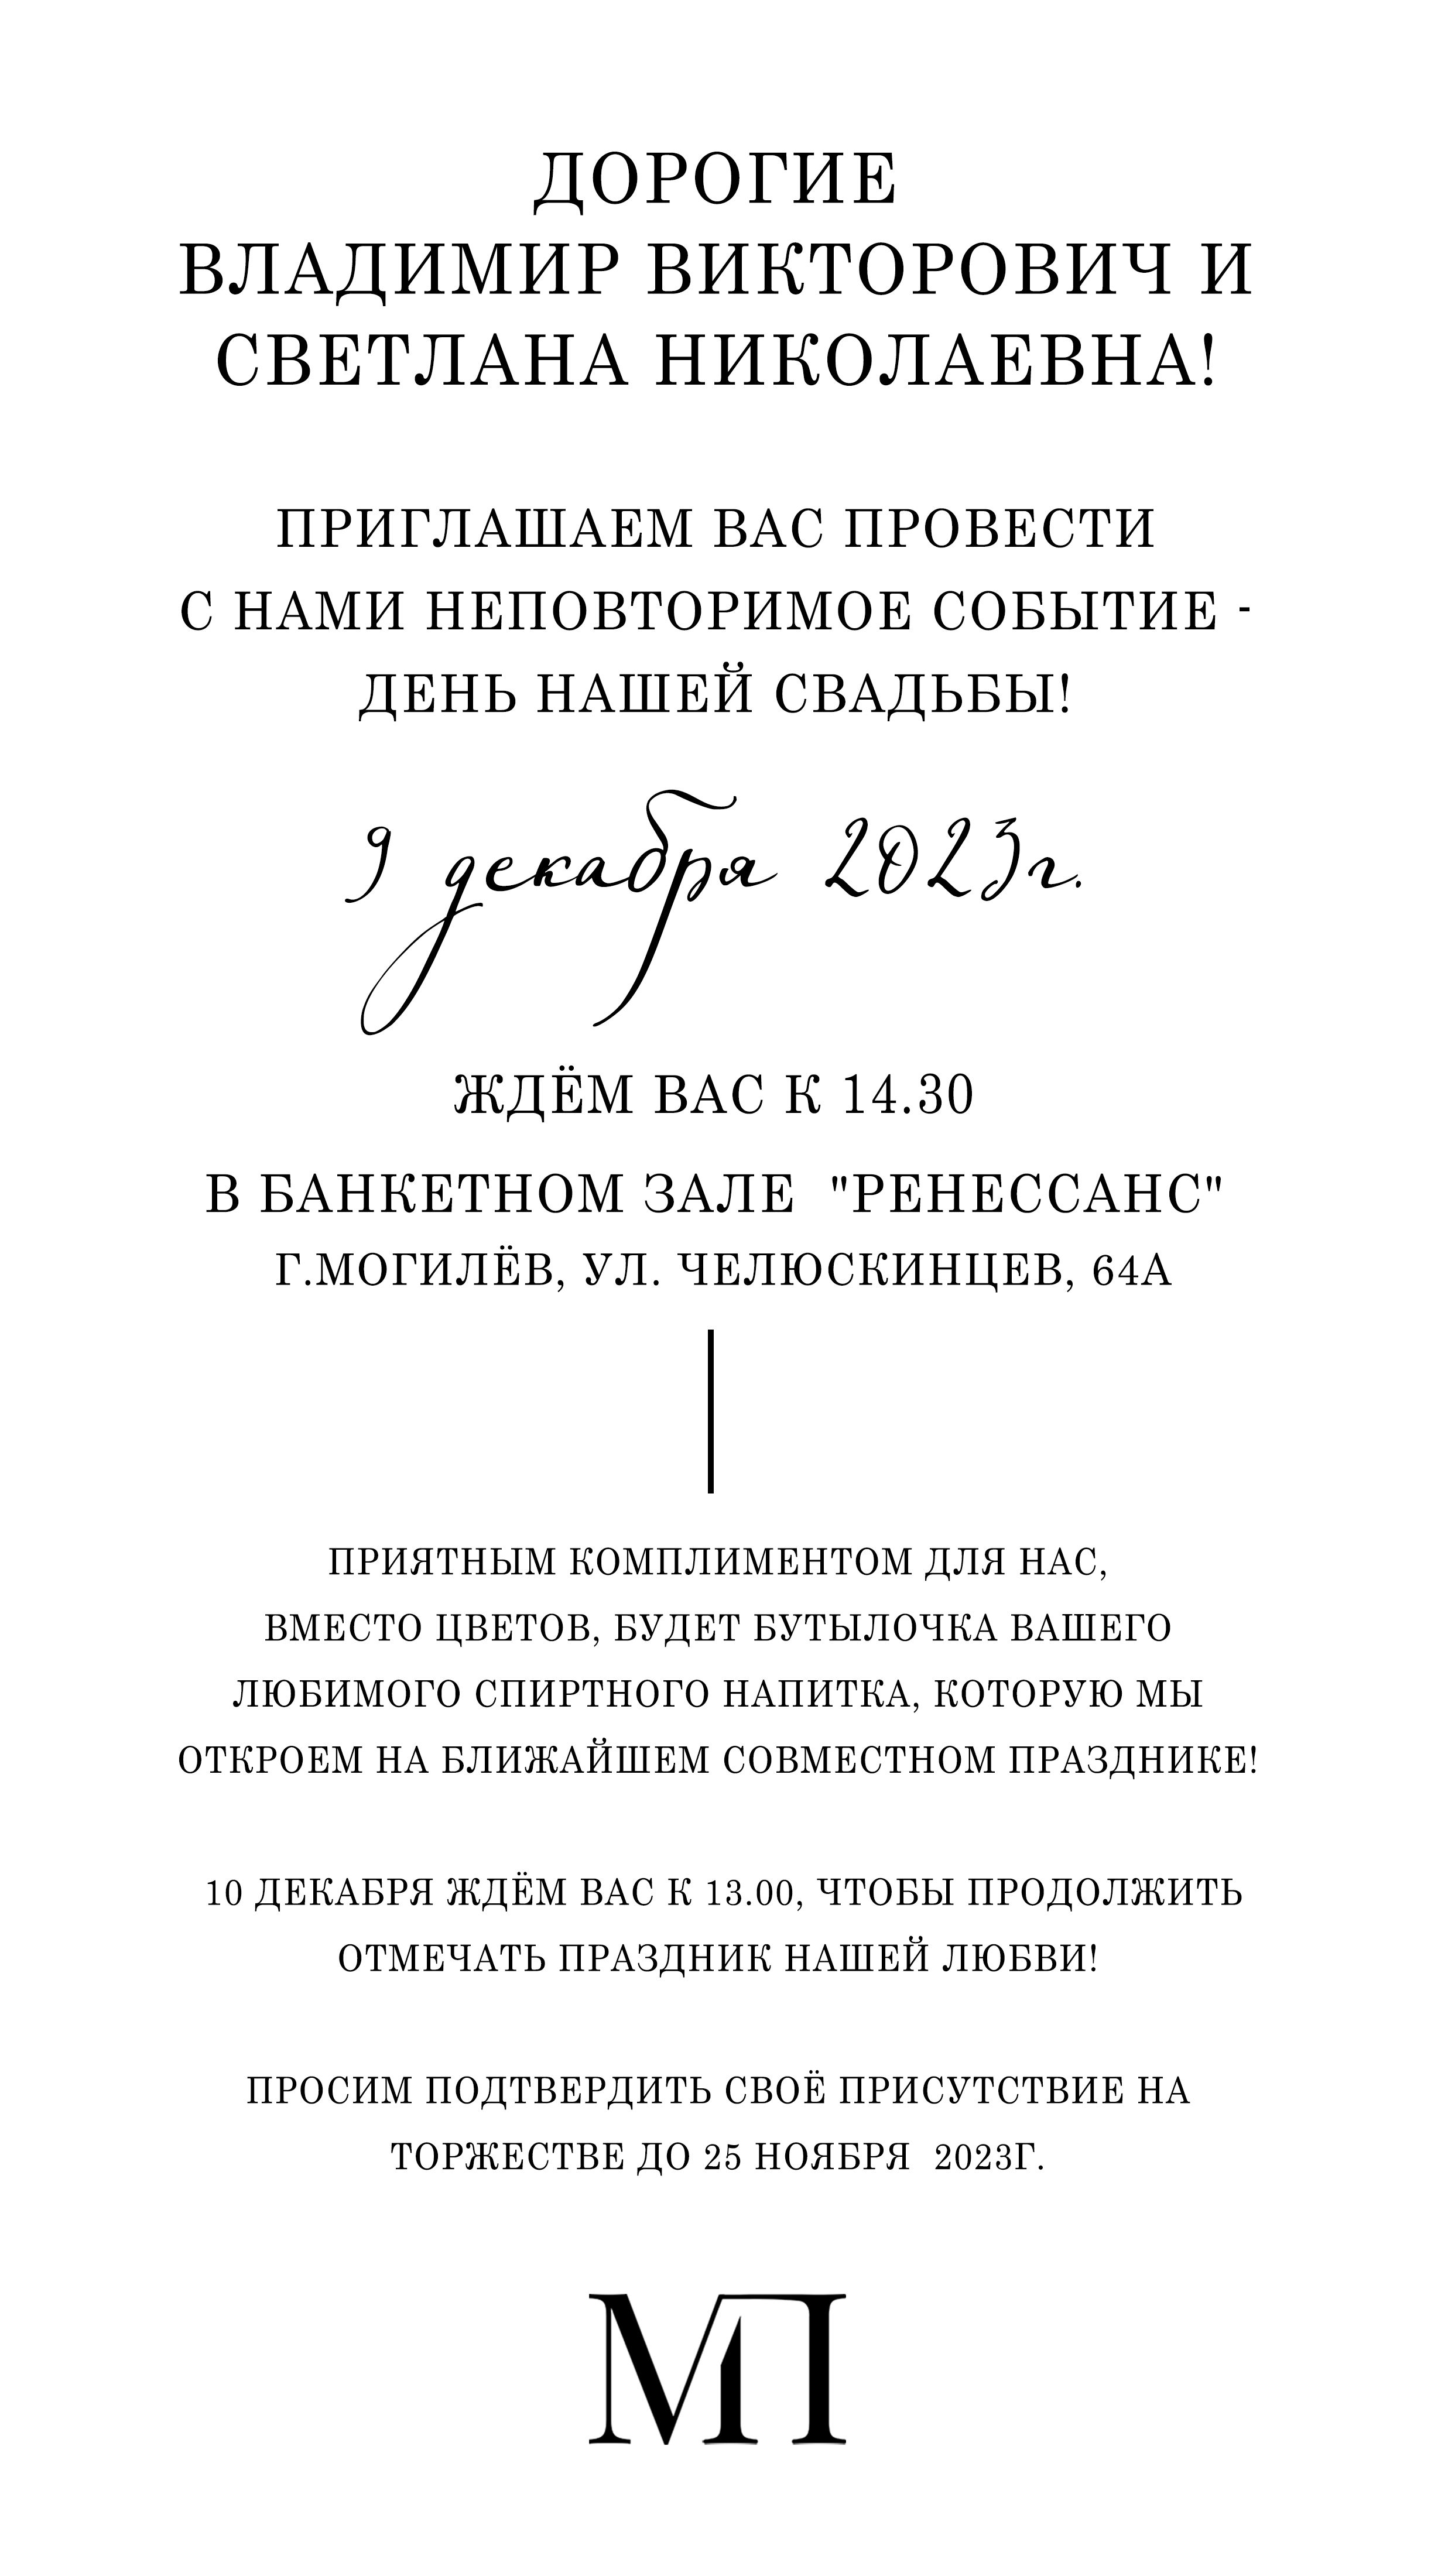 ДОРОГИЕ
ВЛАДИМИР ВИКТОРОВИЧ И
СВЕТЛАНА НИКОЛАЕВНА!
ПРИГЛАШАЕМ ВАС ПРОВЕСТИ
С НАМИ НЕПОВТОРИМОЕ СОБЫТИЕ -
ДЕНЬ НАШЕЙ СВАДЬБЫ!
9 декабря 2023г.
ЖДЁМ ВАС К 14.30
В БАНКЕТНОМ ЗАЛЕ "РЕНЕССАНС"
Г.МОГИЛЁВ, УЛ. ЧЕЛЮСКИНЦЕВ, 64А
ПРИЯТНЫМ КОМПЛИМЕНТОМ ДЛЯ НАС,
ВМЕСТО ЦВЕТОВ, БУДЕТ БУТЫЛОЧКА ВАШЕГО
ЛЮБИМОГО СПИРТНОГО НАПИТКА, КОТОРУЮ МЫ
ОТКРОЕМ НА БЛИЖАЙШЕМ СОВМЕСТНОМ ПРАЗДНИКЕ!
10 ДЕКАБРЯ ЖДЁМ ВАС К 13.00, ЧТОБЫ ПРОДОЛЖИТЬ
ОТМЕЧАТЬ ПРАЗДНИК НАШЕЙ ЛЮБВИ!
ПРОСИМ ПОДТВЕРДИТЬ СВОЁ ПРИСУТСТВИЕ НА
ТОРЖЕСТВЕ ДО 25 НОЯБРЯ 2023Г.
МП